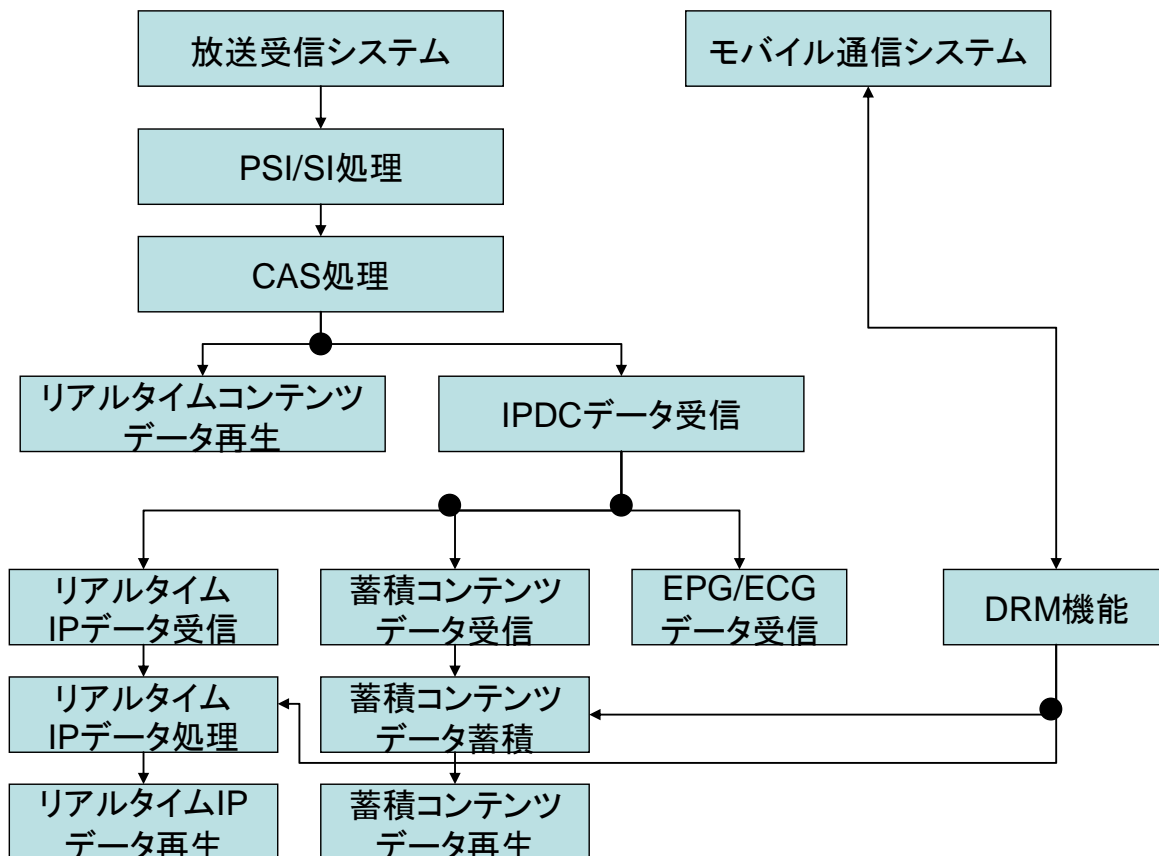 放送受信システム
モバイル通信システム
PSI/SI処理
CAS処理
リアルタイムコンテンツ
データ再生
IPDCデータ受信
リアルタイム
IPデータ受信
蓄積コンテンツ
データ受信
EPG/ECG
データ受信
DRM機能
リアルタイム
IPデータ処理
蓄積コンテンツ
データ蓄積
リアルタイムIP
データ再生
蓄積コンテンツ
データ再生